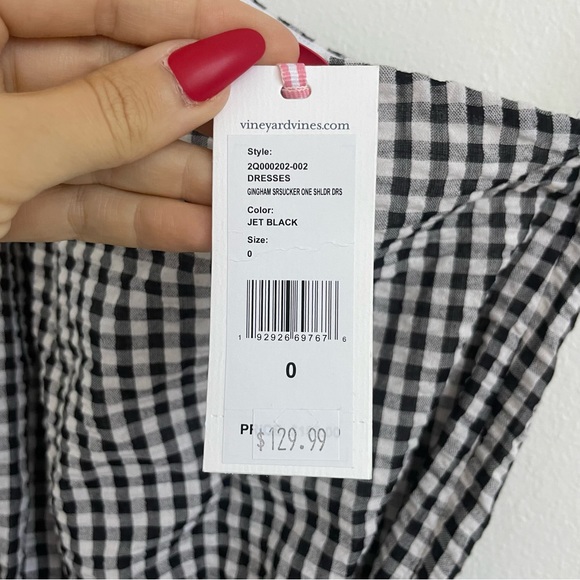 vineyardvines.com
Style:
2Q000202-002
DRESSES
GINGHAM SRSUCKER ONE SHLDR DRS
Color:
JET BLACK
Size:
0
1 92926 69767 6
0
$129.99